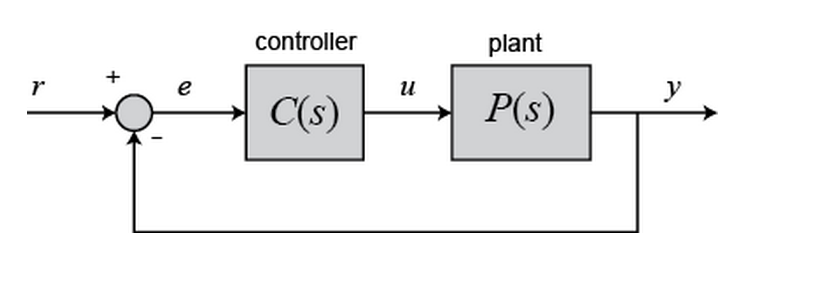 controller plant
r + e C(s) u P(s) y
−